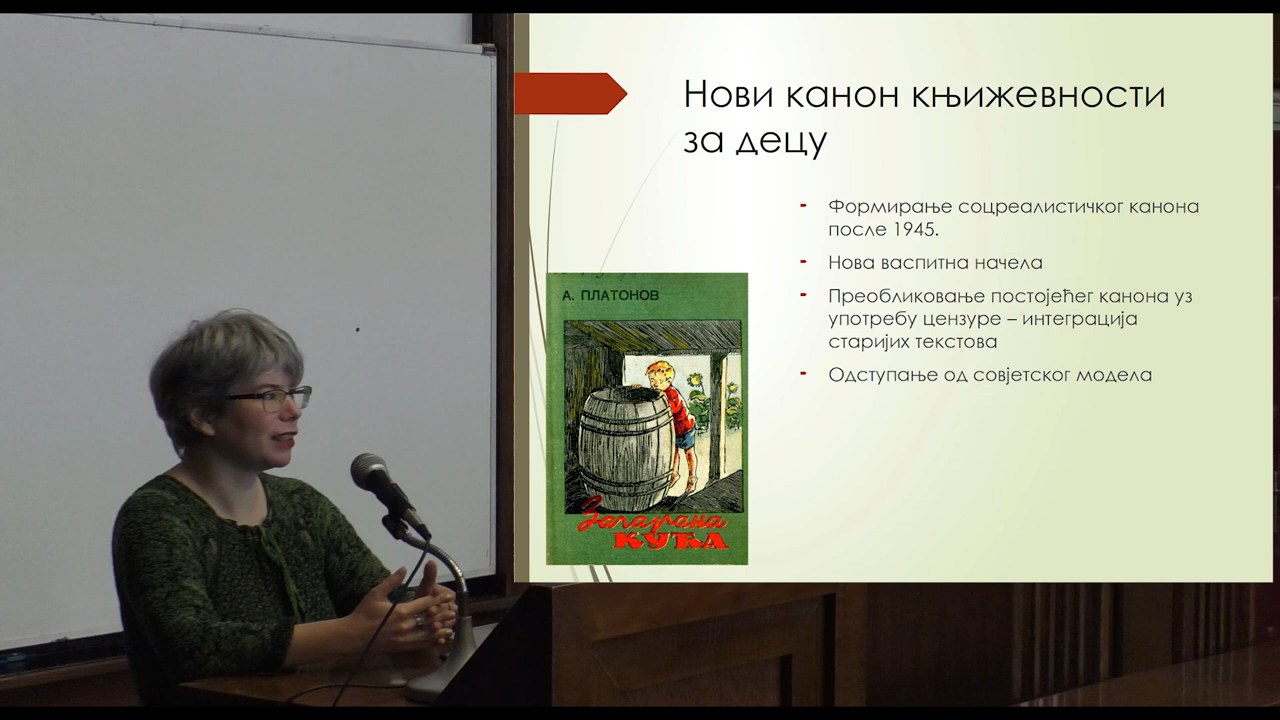 Нови канон књижевности
за децу
- Формирање соцреалистичког канона
после 1945.
- Нова васпитна начела
- Преобликовање постојећег канона уз
употребу цензуре – интеграција
старијих текстова
- Одступање од совјетског модела
А. ПЛАТОНОВ
Зачарана
КУЋА